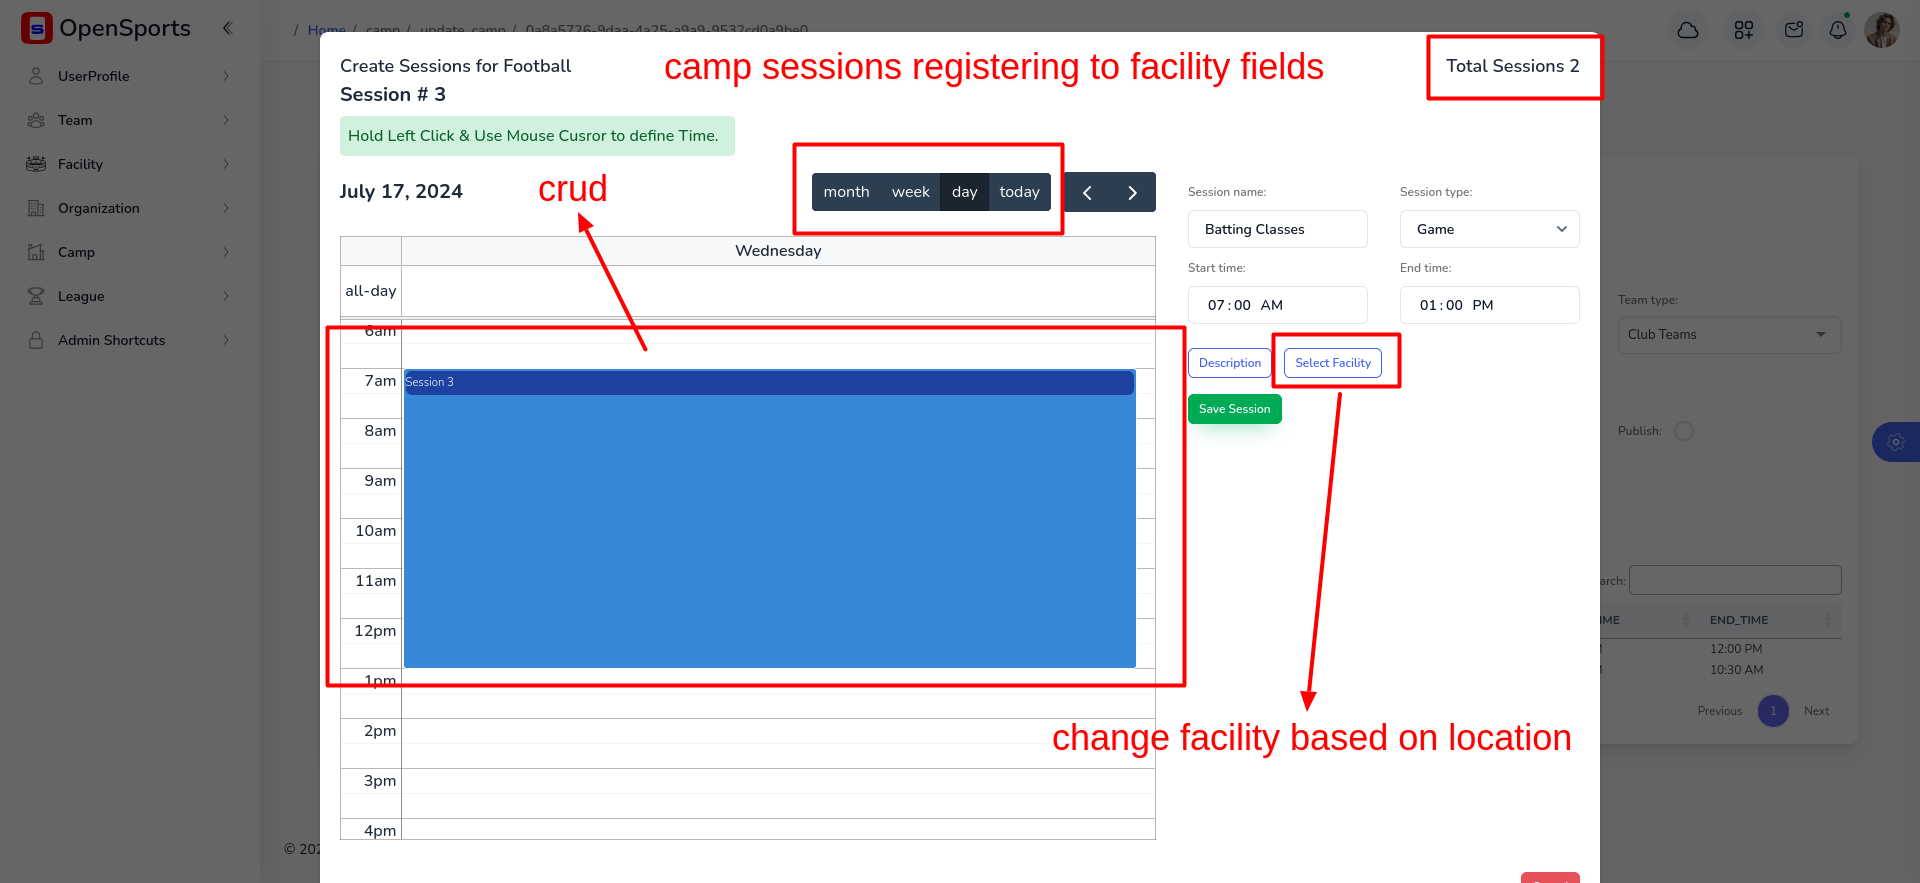 OpenSports
/ Home / camp / update_camp / 0a8a5726-9daa-4a25-a9a9-9532cd0a9be0
UserProfile
Team
Facility
Organization
Camp
League
Admin Shortcuts
Create Sessions for Football
camp sessions registering to facility fields
Total Sessions 2
Session # 3
Hold Left Click & Use Mouse Cusror to define Time.
July 17, 2024
crud
month week day today
Wednesday
all-day
6am
7am
Session 3
8am
9am
10am
11am
12pm
1pm
2pm
3pm
4pm
Session name:
Session type:
Batting Classes
Game
Start time:
End time:
07:00 AM
01:00 PM
Description
Select Facility
Save Session
change facility based on location
Team type:
Club Teams
Publish:
arch:
IME
END_TIME
12:00 PM
10:30 AM
Previous 1 Next
© 202